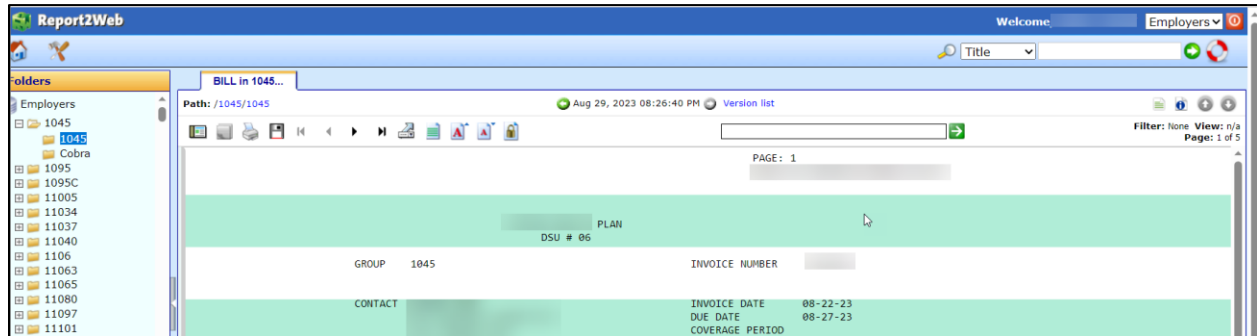 Report2Web
Welcome
Employers
Title
Folders
BILL in 1045...
Employers
Path: /1045/1045
Aug 29, 2023 08:26:40 PM
Version list
1045
1045
Cobra
1095
1095C
11005
11034
11037
11040
1106
11063
11065
11080
11097
11101
Filter: None View: n/a
Page: 1 of 5
PAGE: 1
PLAN
DSU # 06
GROUP 1045
INVOICE NUMBER
CONTACT
INVOICE DATE 08-22-23
DUE DATE 08-27-23
COVERAGE PERIOD